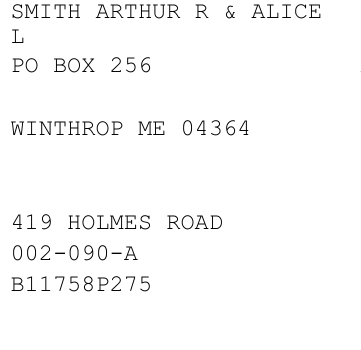 SMITH ARTHUR R & ALICE
L
PO BOX 256
WINTHROP ME 04364
419 HOLMES ROAD
002-090-A
B11758P275